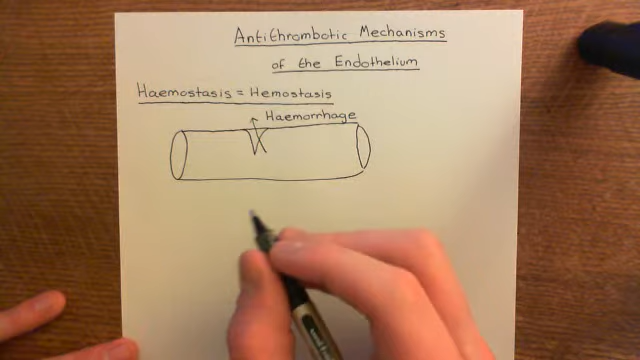 Antithrombotic Mechanisms
of the Endothelium
Haemostasis = Hemostasis
Haemorrhage